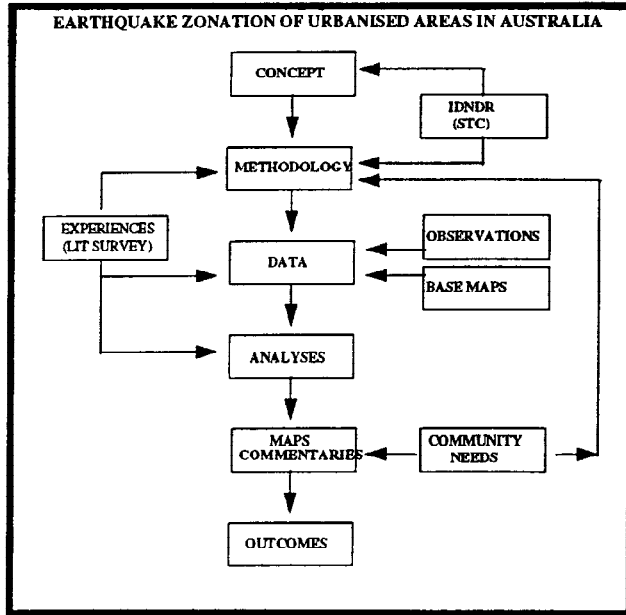 EARTHQUAKE ZONATION OF URBANISED AREAS IN AUSTRALIA
CONCEPT
IDNDR
(STC)
METHODOLOGY
EXPERIENCES
(LIT SURVEY)
OBSERVATIONS
DATA
BASE MAPS
ANALYSES
MAPS
COMMENTARIES
COMMUNITY
NEEDS
OUTCOMES